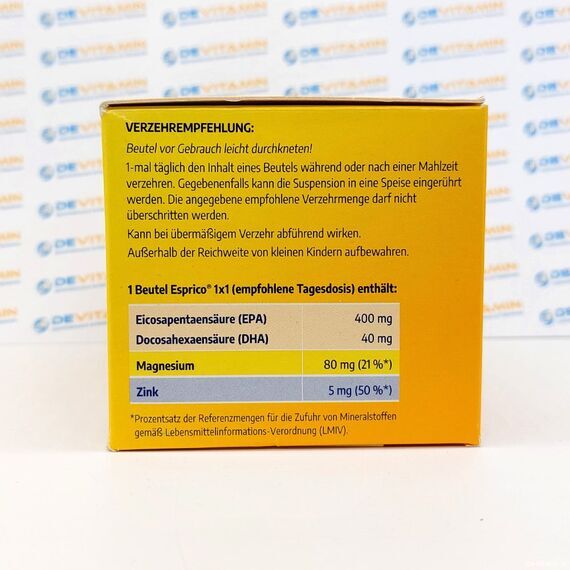 VERZEHREMPFEHLUNG:
Beutel vor Gebrauch leicht durchkneten!
1-mal täglich den Inhalt eines Beutels während oder nach einer Mahlzeit
verzehren. Gegebenenfalls kann die Suspension in eine Speise eingerührt
werden. Die angegebene empfohlene Verzehrmenge darf nicht
überschritten werden.
Kann bei übermäßigem Verzehr abführend wirken.
Außerhalb der Reichweite von kleinen Kindern aufbewahren.
1 Beutel Esprico® 1x1 (empfohlene Tagesdosis) enthält:
Eicosapentaensäure (EPA) 400 mg
Docosahexaensäure (DHA) 40 mg
Magnesium 80 mg (21 %*)
Zink 5 mg (50 %*)
*Prozentsatz der Referenzmengen für die Zufuhr von Mineralstoffen
gemäß Lebensmittelinformations-Verordnung (LMIV).
DEVITAMIN